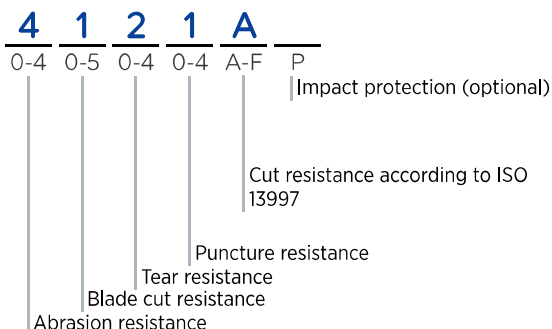 4 1 2 1 A
0-4 0-5 0-4 0-4 A-F P
Impact protection (optional)
Cut resistance according to ISO
13997
Puncture resistance
Tear resistance
Blade cut resistance
Abrasion resistance